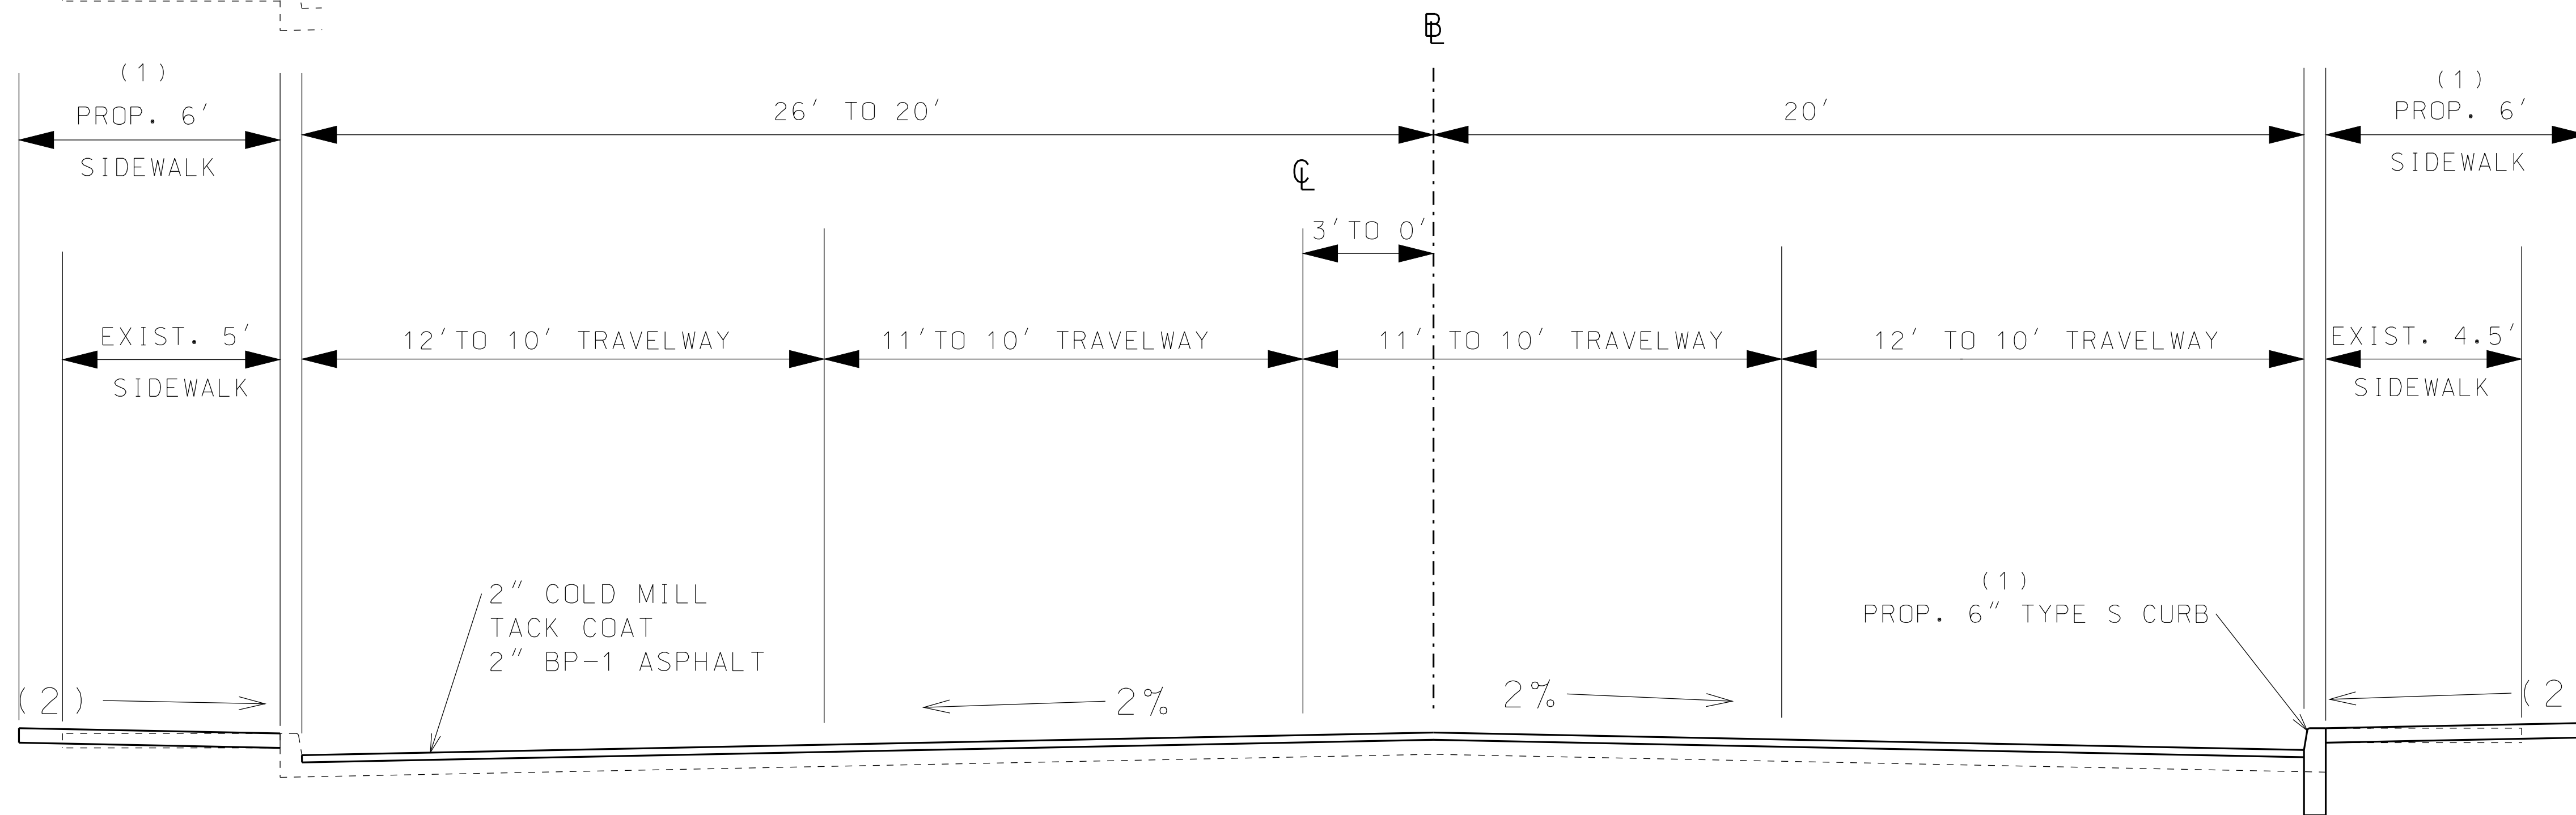 BL
(1)
PROP. 6'
SIDEWALK
26' TO 20'
20'
(1)
PROP. 6'
SIDEWALK
CL
3'TO 0'
EXIST. 5'
SIDEWALK
12'TO 10' TRAVELWAY
11'TO 10' TRAVELWAY
11' TO 10' TRAVELWAY
12' TO 10' TRAVELWAY
EXIST. 4.5'
SIDEWALK
2" COLD MILL
TACK COAT
2" BP-1 ASPHALT
(1)
PROP. 6" TYPE S CURB
(2)
2%
2%
(2